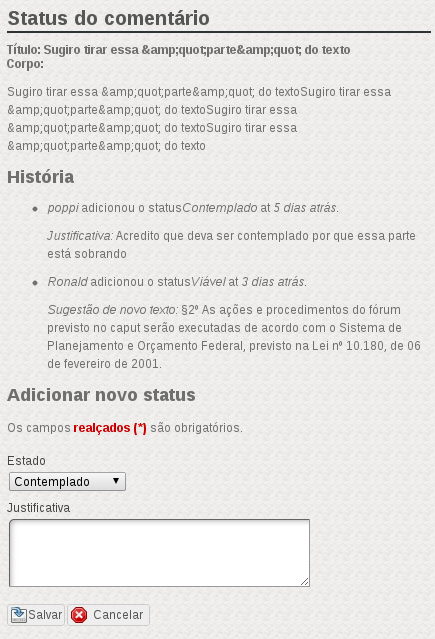 Status do comentário
Título: Sugiro tirar essa &amp;quot;parte&amp;quot; do texto
Corpo:
Sugiro tirar essa &amp;quot;parte&amp;quot; do textoSugiro tirar essa
&amp;quot;parte&amp;quot; do textoSugiro tirar essa
&amp;quot;parte&amp;quot; do textoSugiro tirar essa
&amp;quot;parte&amp;quot; do texto
História
poppi adicionou o statusContemplado at 5 dias atrás.
Justificativa: Acredito que deva ser contemplado por que essa parte
está sobrando
Ronald adicionou o statusViável at 3 dias atrás.
Sugestão de novo texto: §2º As ações e procedimentos do fórum
previsto no caput serão executadas de acordo com o Sistema de
Planejamento e Orçamento Federal, previsto na Lei nº 10.180, de 06
de fevereiro de 2001.
Adicionar novo status
Os campos realçados (*) são obrigatórios.
Estado
Contemplado
Justificativa
Salvar Cancelar